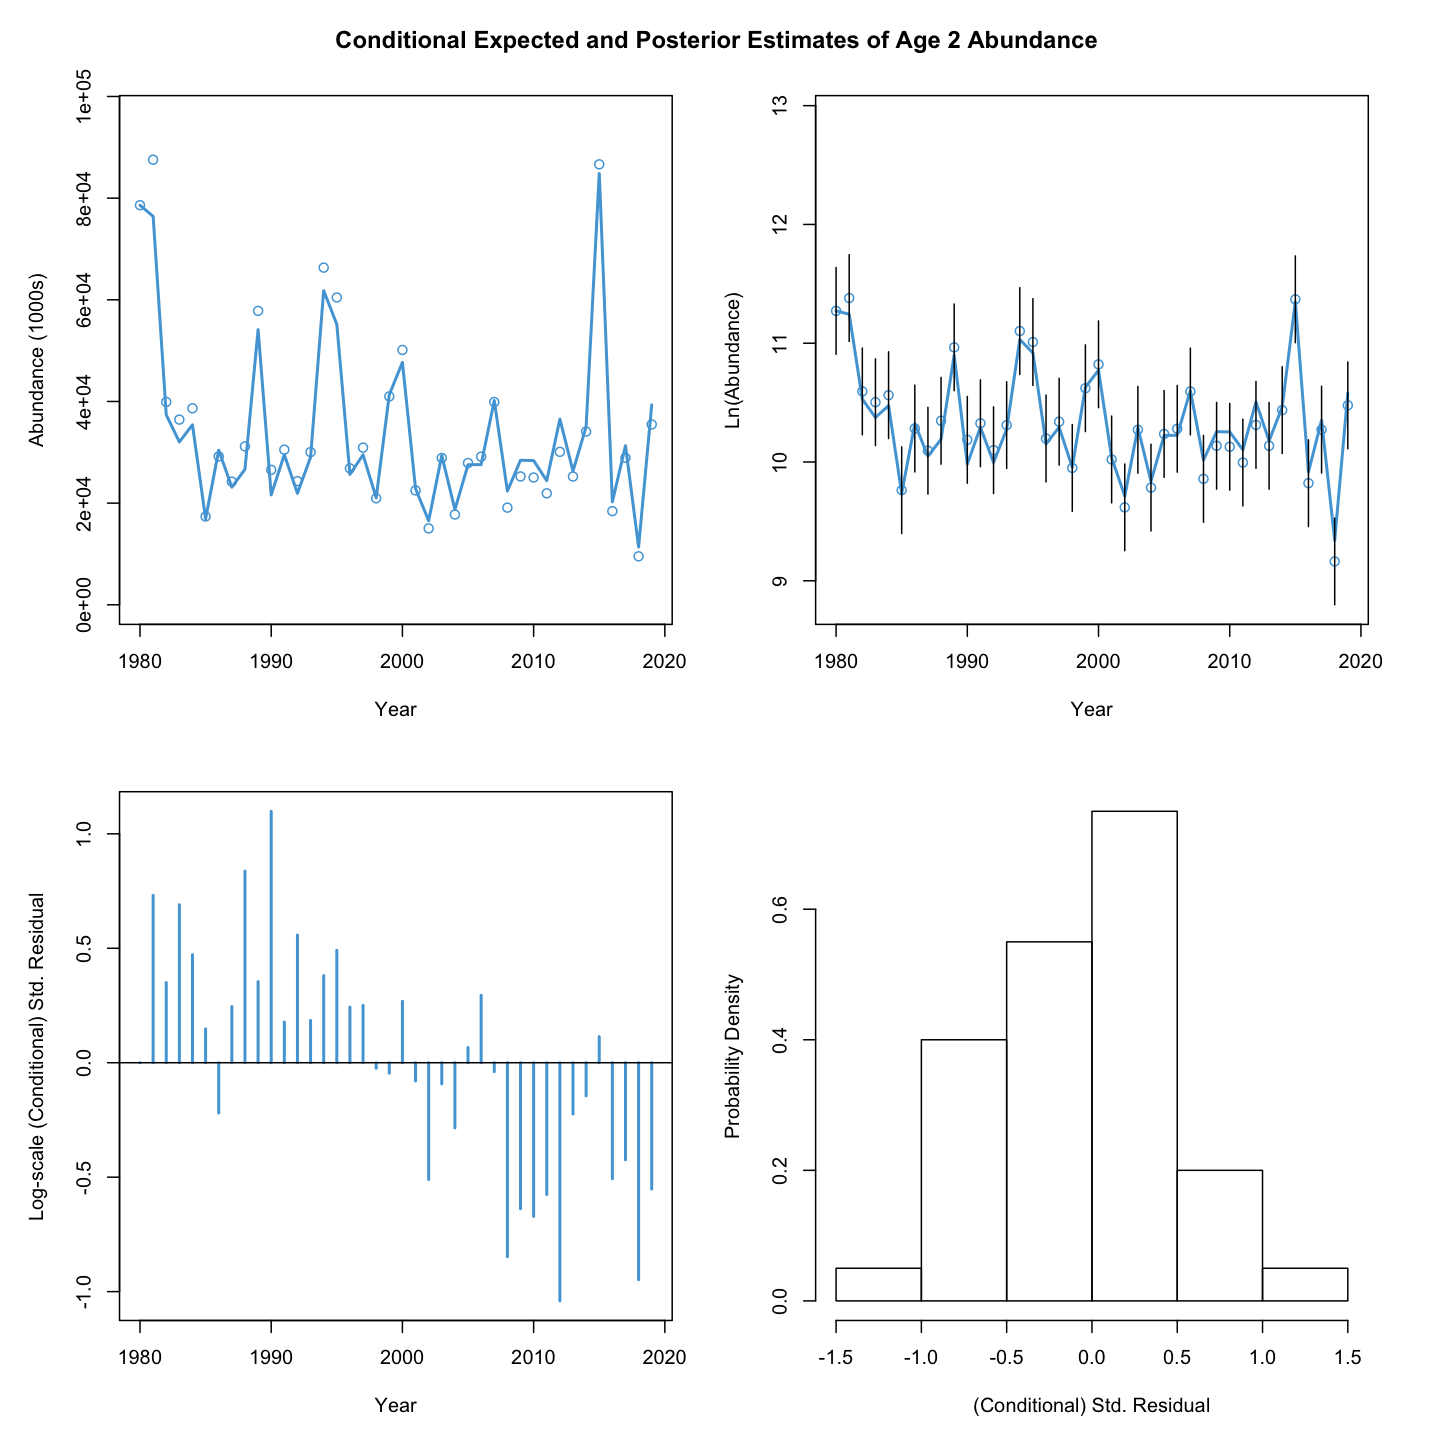 Conditional Expected and Posterior Estimates of Age 2 Abundance
Abundance (1000s)
1e+05
8e+04
6e+04
4e+04
2e+04
0e+00
1980 1990 2000 2010 2020
Year
Ln(Abundance)
13
12
11
10
9
1980 1990 2000 2010 2020
Year
Log-scale (Conditional) Std. Residual
1.0
0.5
0.0
-0.5
-1.0
1980 1990 2000 2010 2020
Year
Probability Density
0.6
0.4
0.2
0.0
-1.5 -1.0 -0.5 0.0 0.5 1.0 1.5
(Conditional) Std. Residual